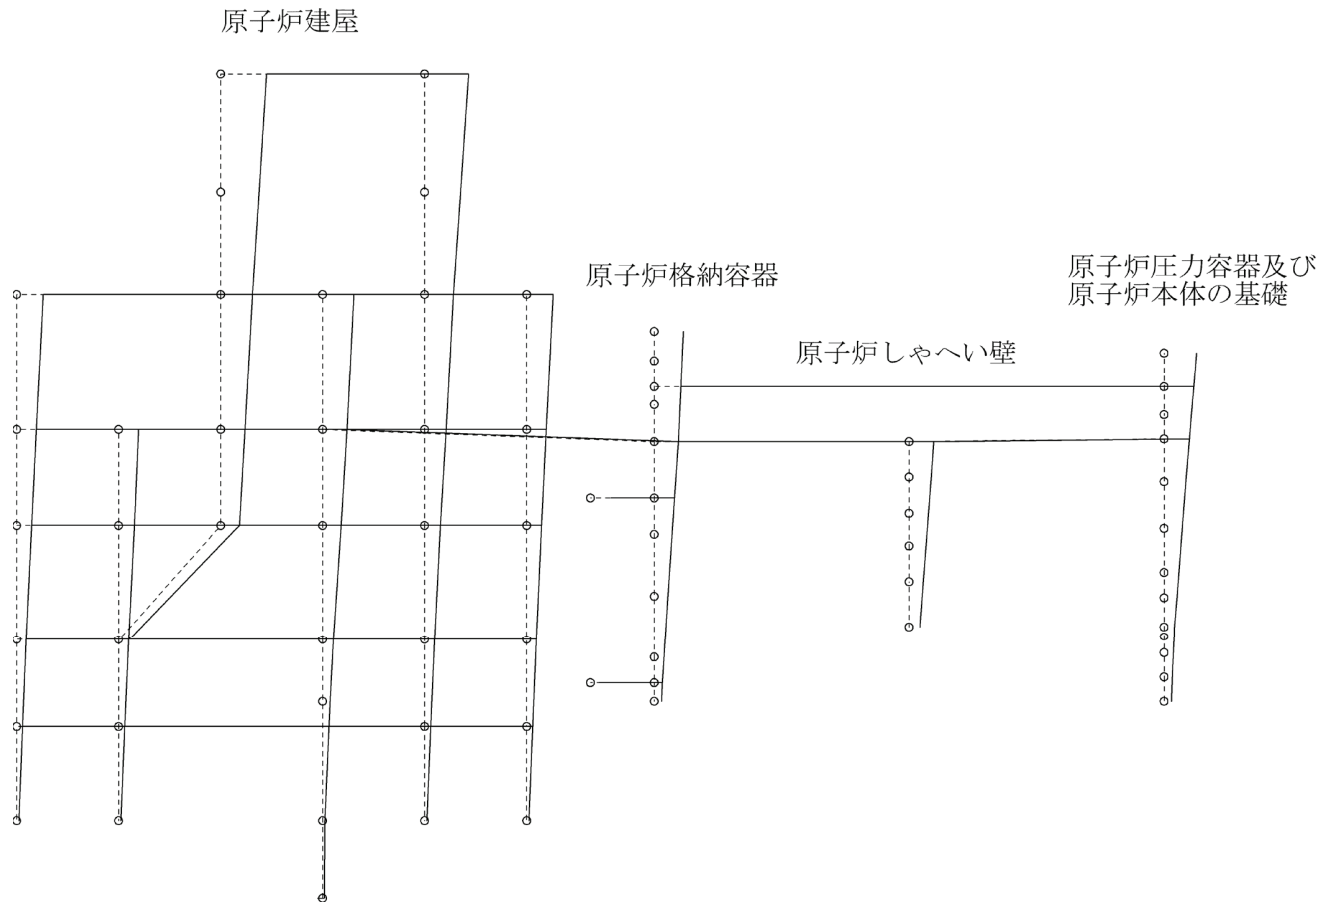 原子炉建屋
原子炉格納容器
原子炉圧力容器及び
原子炉本体の基礎
原子炉しゃへい壁